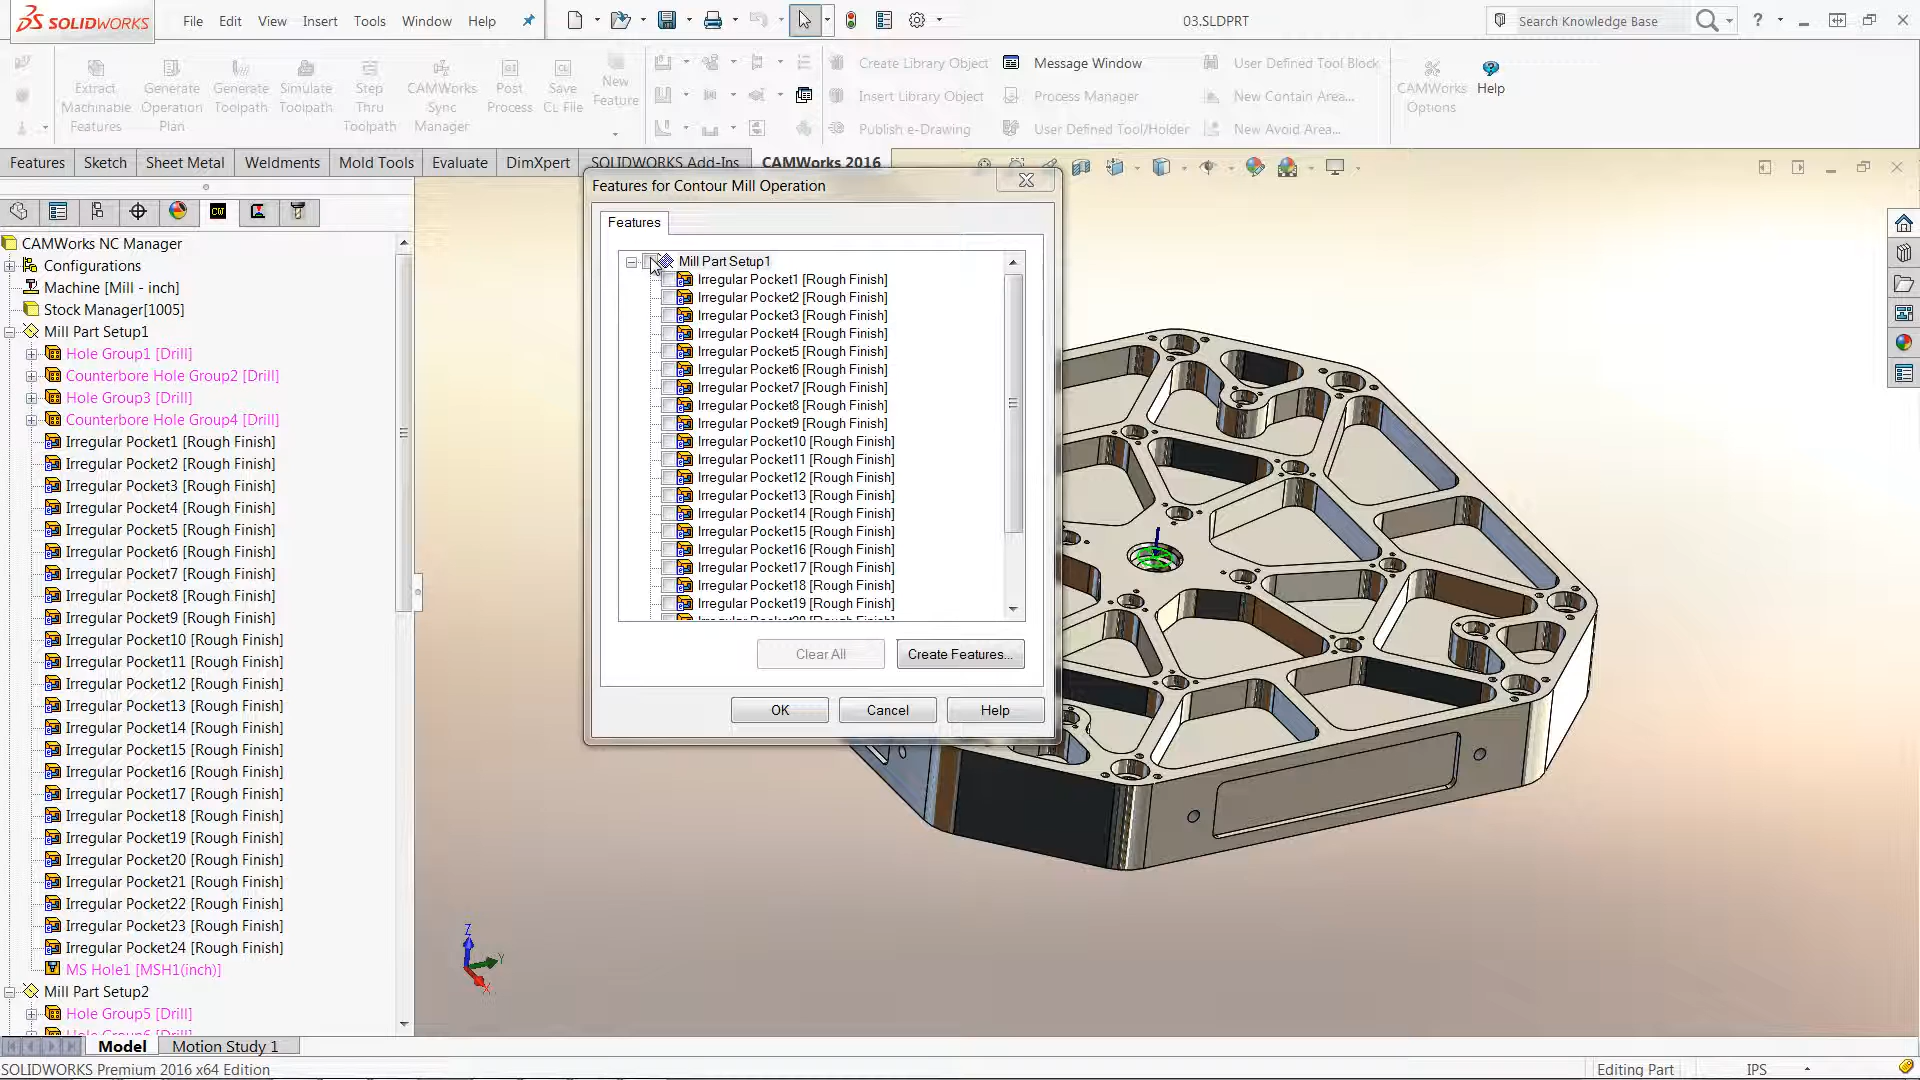 SOLIDWORKS
File Edit View Insert Tools Window Help
03.SLDPRT
Search Knowledge Base
Extract Machinable Features
Generate Operation Plan
Generate Toolpath
Simulate Toolpath
Step Thru Toolpath
CAMWorks Sync Manager
Post Process
Save CL File
New Feature
Create Library Object
Insert Library Object
Publish e-Drawing
Message Window
Process Manager
User Defined Tool/Holder
User Defined Tool Block
New Contain Area...
New Avoid Area...
CAMWorks Options
Help
Features Sketch Sheet Metal Weldments Mold Tools Evaluate DimXpert SOLIDWORKS Add-Ins CAMWorks 2016
CAMWorks NC Manager
Configurations
Machine [Mill - inch]
Stock Manager[1005]
Mill Part Setup1
Hole Group1 [Drill]
Counterbore Hole Group2 [Drill]
Hole Group3 [Drill]
Counterbore Hole Group4 [Drill]
Irregular Pocket1 [Rough Finish]
Irregular Pocket2 [Rough Finish]
Irregular Pocket3 [Rough Finish]
Irregular Pocket4 [Rough Finish]
Irregular Pocket5 [Rough Finish]
Irregular Pocket6 [Rough Finish]
Irregular Pocket7 [Rough Finish]
Irregular Pocket8 [Rough Finish]
Irregular Pocket9 [Rough Finish]
Irregular Pocket10 [Rough Finish]
Irregular Pocket11 [Rough Finish]
Irregular Pocket12 [Rough Finish]
Irregular Pocket13 [Rough Finish]
Irregular Pocket14 [Rough Finish]
Irregular Pocket15 [Rough Finish]
Irregular Pocket16 [Rough Finish]
Irregular Pocket17 [Rough Finish]
Irregular Pocket18 [Rough Finish]
Irregular Pocket19 [Rough Finish]
Irregular Pocket20 [Rough Finish]
Irregular Pocket21 [Rough Finish]
Irregular Pocket22 [Rough Finish]
Irregular Pocket23 [Rough Finish]
Irregular Pocket24 [Rough Finish]
MS Hole1 [MSH1(inch)]
Mill Part Setup2
Hole Group5 [Drill]
Features for Contour Mill Operation
Features
Mill Part Setup1
Irregular Pocket1 [Rough Finish]
Irregular Pocket2 [Rough Finish]
Irregular Pocket3 [Rough Finish]
Irregular Pocket4 [Rough Finish]
Irregular Pocket5 [Rough Finish]
Irregular Pocket6 [Rough Finish]
Irregular Pocket7 [Rough Finish]
Irregular Pocket8 [Rough Finish]
Irregular Pocket9 [Rough Finish]
Irregular Pocket10 [Rough Finish]
Irregular Pocket11 [Rough Finish]
Irregular Pocket12 [Rough Finish]
Irregular Pocket13 [Rough Finish]
Irregular Pocket14 [Rough Finish]
Irregular Pocket15 [Rough Finish]
Irregular Pocket16 [Rough Finish]
Irregular Pocket17 [Rough Finish]
Irregular Pocket18 [Rough Finish]
Irregular Pocket19 [Rough Finish]
Clear All Create Features...
OK Cancel Help
Z
Y
X
Model Motion Study 1
SOLIDWORKS Premium 2016 x64 Edition
Editing Part IPS